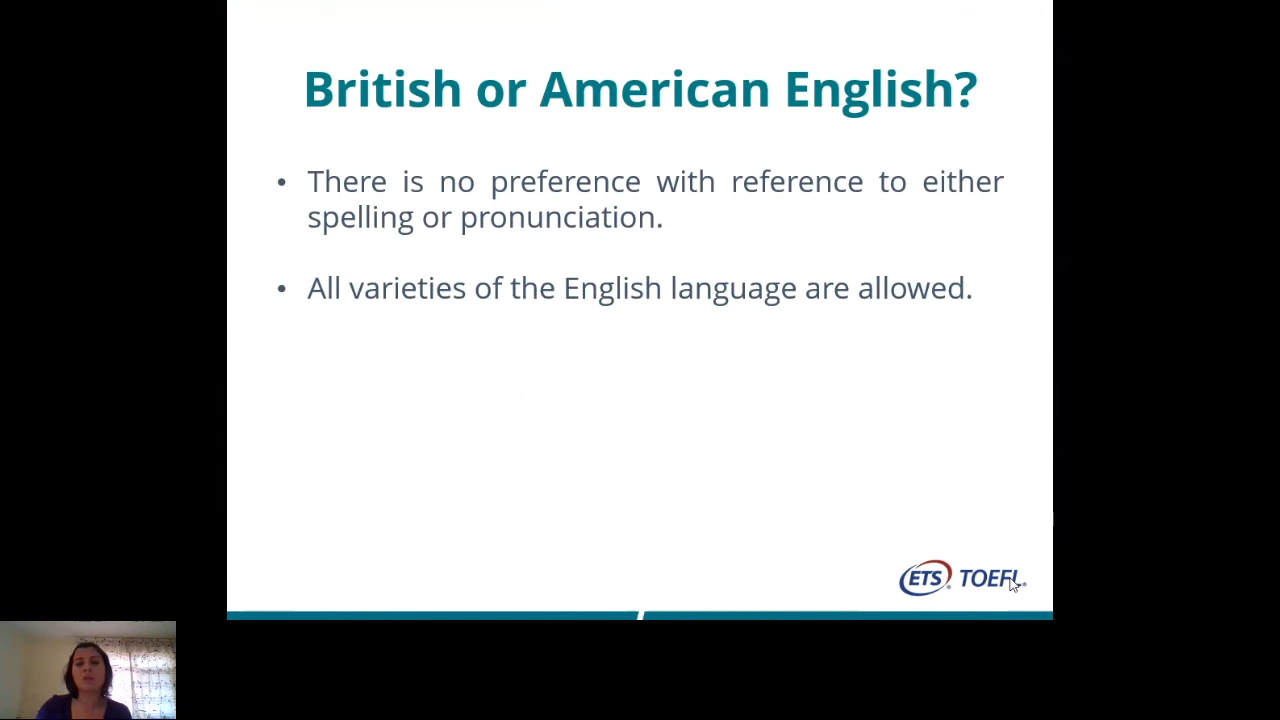 British or American English?
• There is no preference with reference to either
spelling or pronunciation.
• All varieties of the English language are allowed.
ETS® TOEFL®